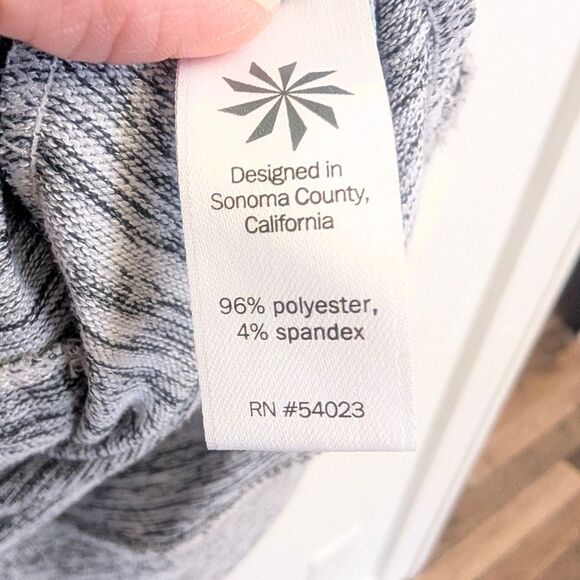 Designed in
Sonoma County,
California
96% polyester,
4% spandex
RN #54023